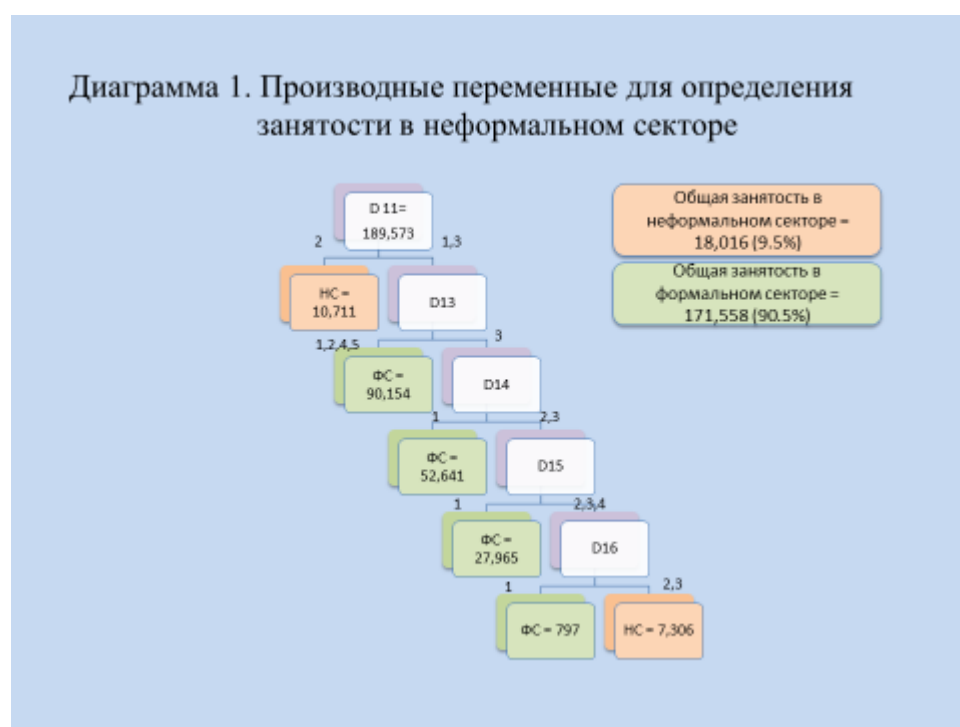 Диаграмма 1. Производные переменные для определения
занятости в неформальном секторе
D 11=
189,573
2
1,3
Общая занятость в
неформальном секторе =
18,016 (9.5%)
Общая занятость в
формальном секторе =
171,558 (90.5%)
НС =
10,711
D13
1,2,4,5
3
ФС =
90,154
D14
1
2,3
ФС =
52,641
D15
1
2,3,4
ФС =
27,965
D16
1
2,3
ФС = 797
НС = 7,306